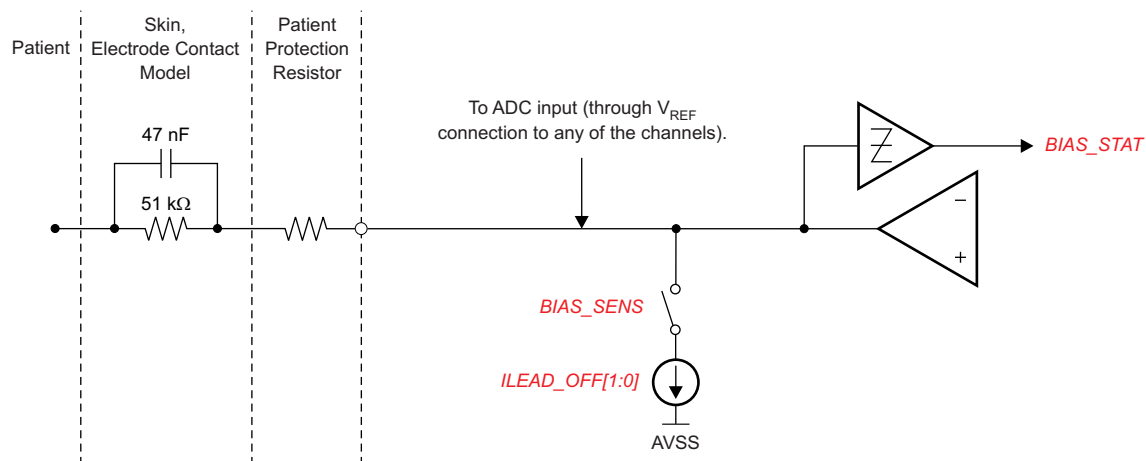 Patient
Skin,
Electrode Contact
Model
Patient
Protection
Resistor
47 nF
51 kΩ
To ADC input (through VREF
connection to any of the channels).
BIAS_STAT
−
+
BIAS_SENS
ILEAD_OFF[1:0]
AVSS